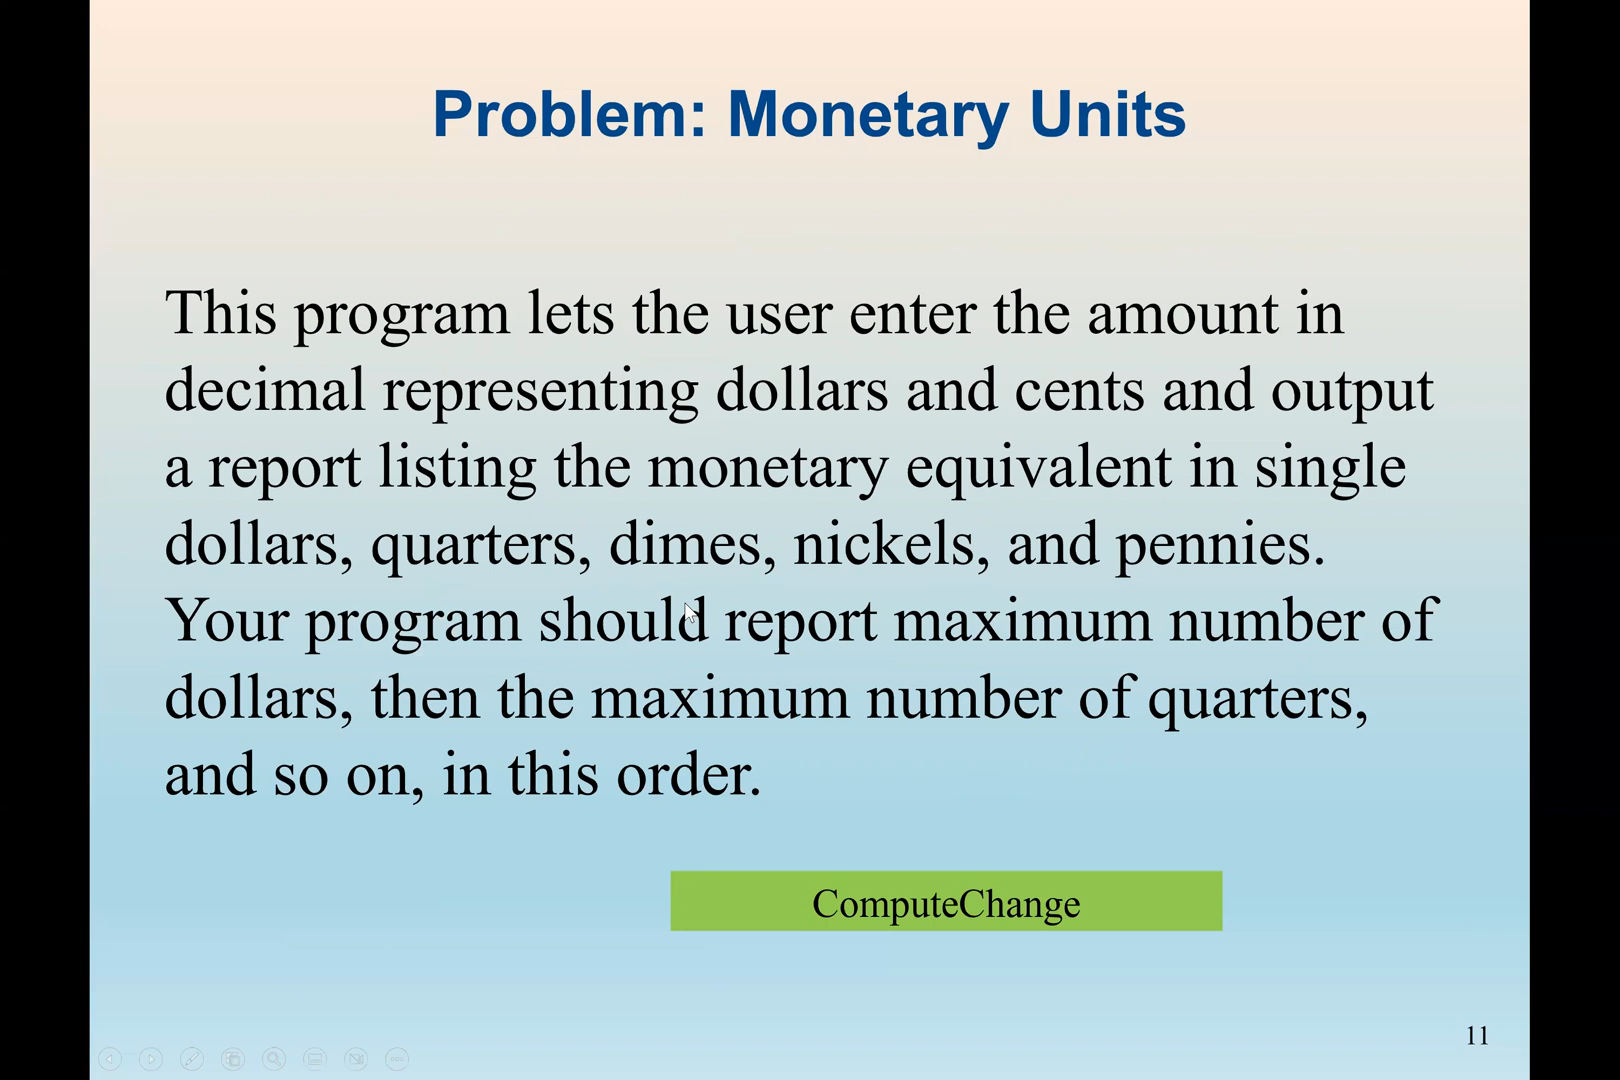 Problem: Monetary Units
This program lets the user enter the amount in
decimal representing dollars and cents and output
a report listing the monetary equivalent in single
dollars, quarters, dimes, nickels, and pennies.
Your program should report maximum number of
dollars, then the maximum number of quarters,
and so on, in this order.
ComputeChange
11